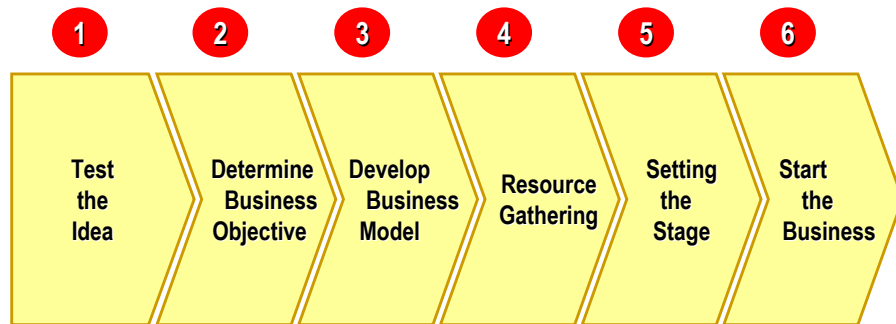 1
2
3
4
5
6
Test
the
Idea
Determine
Business
Objective
Develop
Business
Model
Resource
Gathering
Setting
the
Stage
Start
the
Business